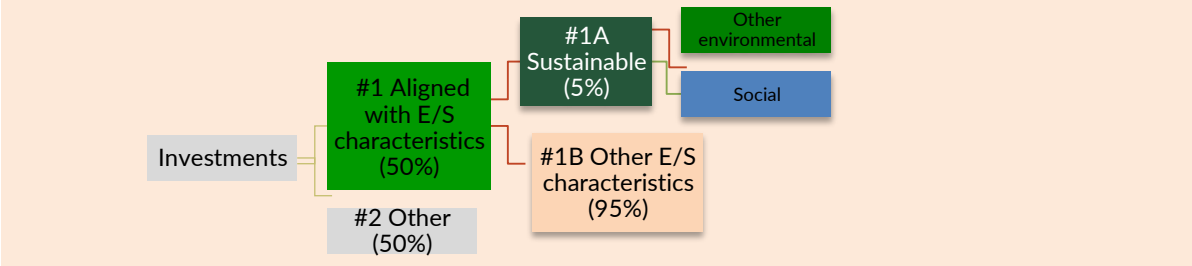 Investments
#1 Aligned
with E/S
characteristics
(50%)
#2 Other
(50%)
#1A
Sustainable
(5%)
#1B Other E/S
characteristics
(95%)
Other
environmental
Social